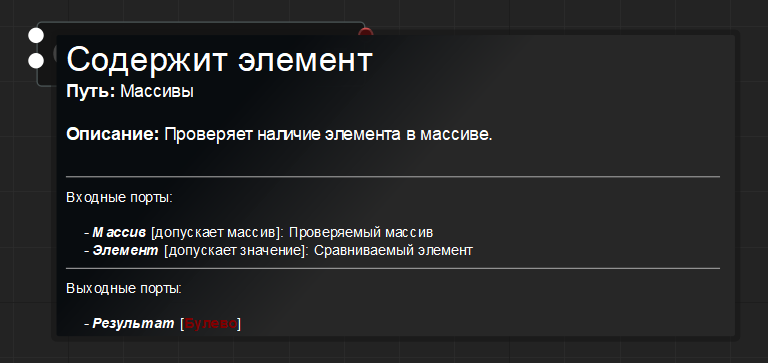 Содержит элемент
Путь: Массивы
Описание: Проверяет наличие элемента в массиве.
Входные порты:
- Массив [допускает массив]: Проверяемый массив
- Элемент [допускает значение]: Сравниваемый элемент
Выходные порты:
- Результат [Булево]